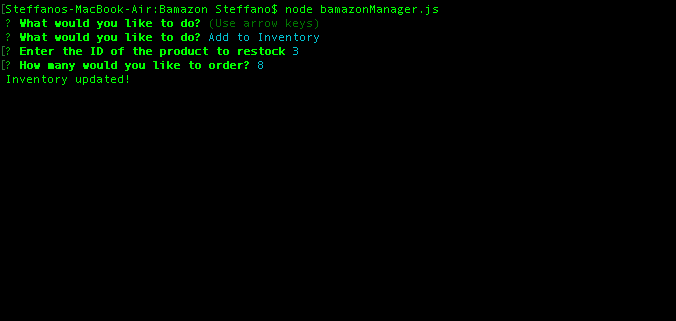 [Steffanos-MacBook-Air:Bamazon Steffano$ node bamazonManager.js
? What would you like to do? (Use arrow keys)
? What would you like to do? Add to Inventory
[? Enter the ID of the product to restock 3
[? How many would you like to order? 8
Inventory updated!